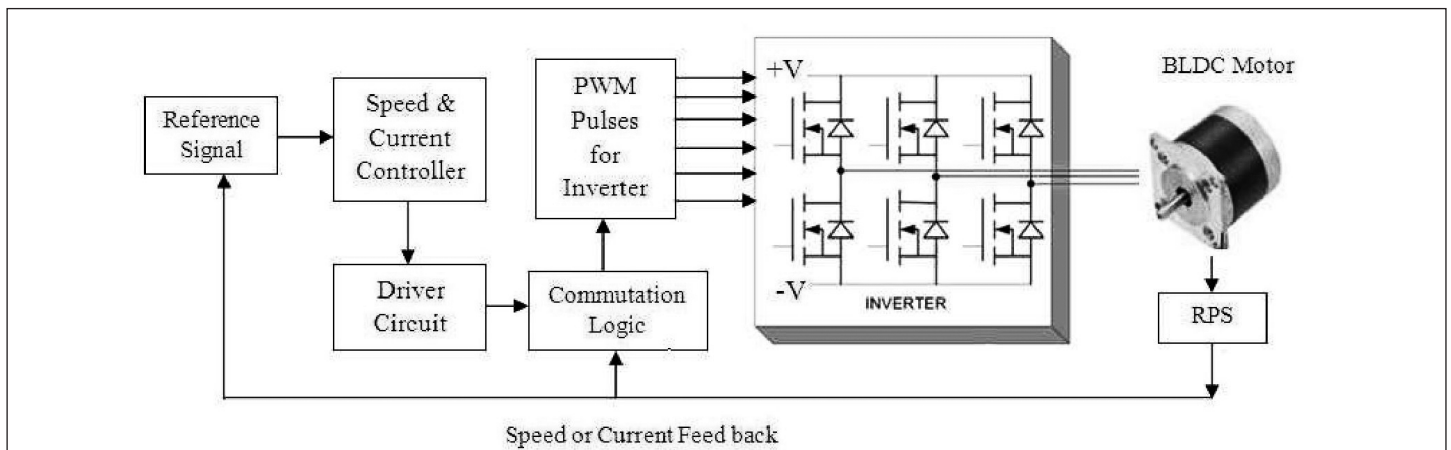 Reference
Signal
Speed &
Current
Controller
Driver
Circuit
Commutation
Logic
PWM
Pulses
for
Inverter
+V
-V
INVERTER
BLDC Motor
RPS
Speed or Current Feed back